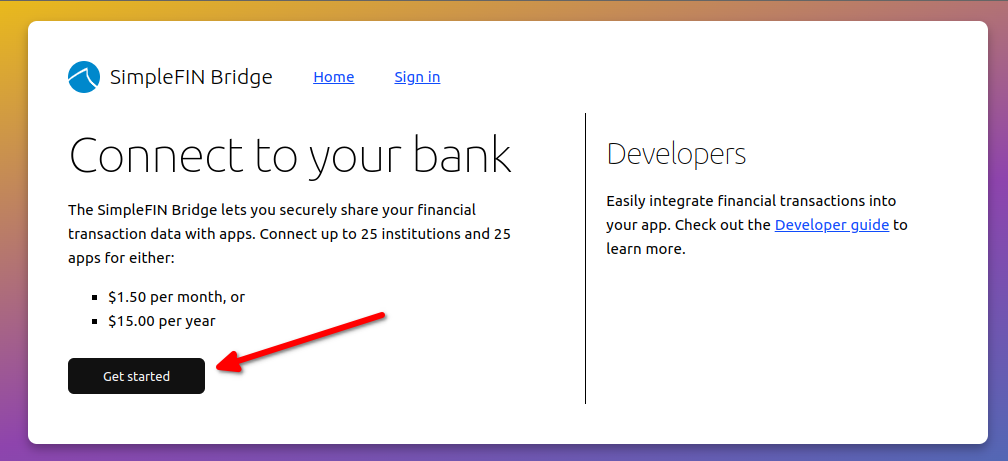 SimpleFIN Bridge Home Sign in
Connect to your bank
The SimpleFIN Bridge lets you securely share your financial
transaction data with apps. Connect up to 25 institutions and 25
apps for either:
$1.50 per month, or
$15.00 per year
Get started
Developers
Easily integrate financial transactions into
your app. Check out the Developer guide to
learn more.